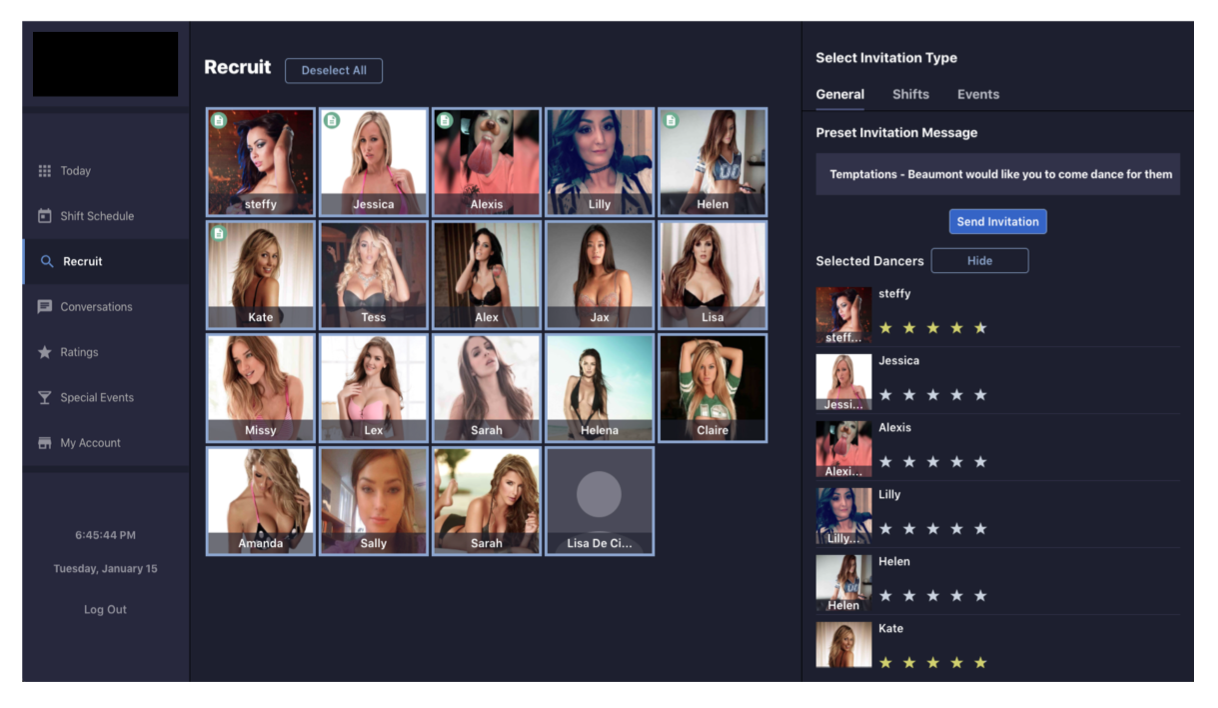 Recruit
Deselect All
Today
Shift Schedule
Recruit
Conversations
Ratings
Special Events
My Account
6:45:44 PM
Tuesday, January 15
Log Out
steffy
Jessica
Alexis
Lilly
Helen
Kate
Tess
Alex
Jax
Lisa
Missy
Lex
Sarah
Helena
Claire
Amanda
Sally
Sarah
Lisa De Ci...
Select Invitation Type
General Shifts Events
Preset Invitation Message
Temptations - Beaumont would like you to come dance for them
Send Invitation
Selected Dancers Hide
steffy
steff...
Jessica
Jessi...
Alexis
Alexi...
Lilly
Lilly...
Helen
Helen
Kate